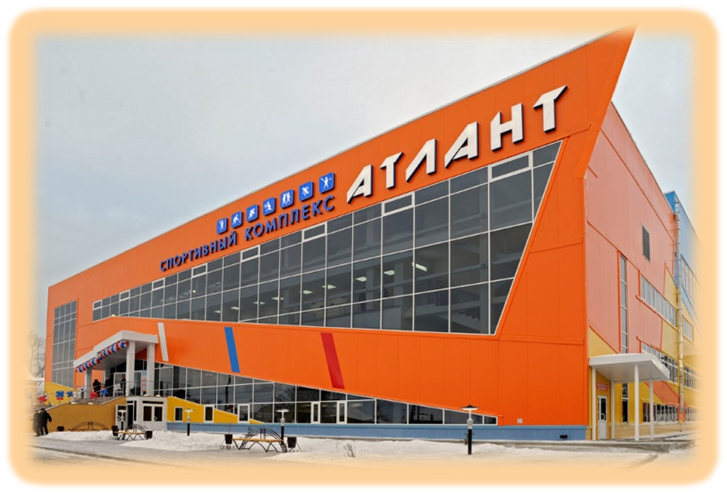 СПОРТИВНЫЙ КОМПЛЕКС АТЛАНТ